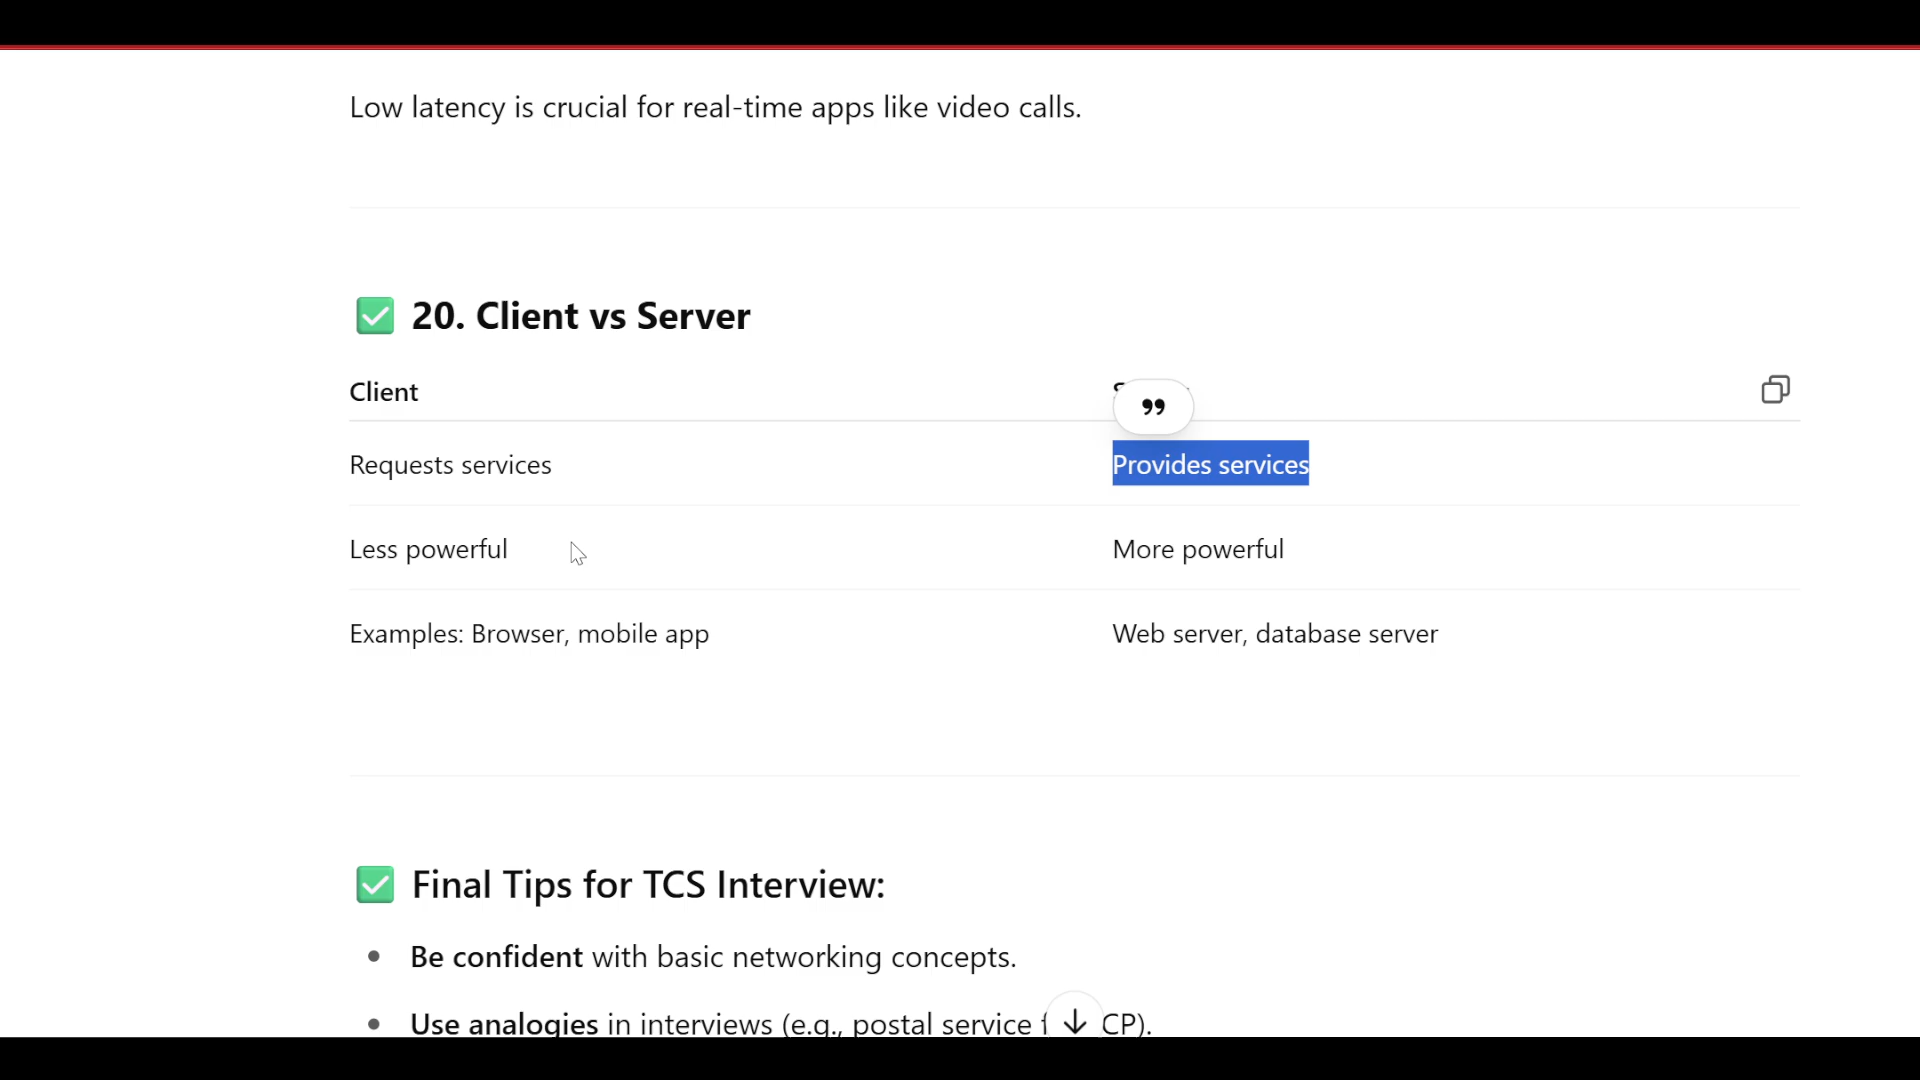 Low latency is crucial for real-time apps like video calls.
✅ 20. Client vs Server
Client
Requests services Provides services
Less powerful More powerful
Examples: Browser, mobile app Web server, database server
✅ Final Tips for TCS Interview:
• Be confident with basic networking concepts.
• Use analogies in interviews (e.g., postal service